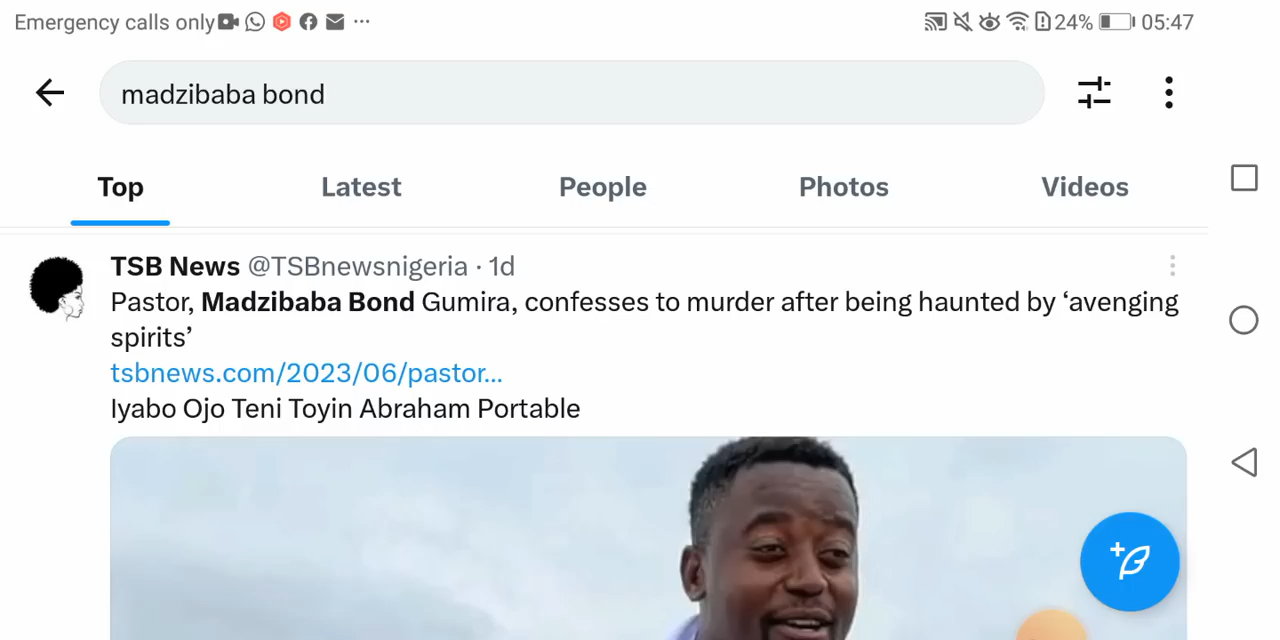 Emergency calls only ... 24% 05:47
madzibaba bond
Top Latest People Photos Videos
TSB News @TSBnewsnigeria · 1d
Pastor, Madzibaba Bond Gumira, confesses to murder after being haunted by ‘avenging
spirits’
tsbnews.com/2023/06/pastor...
Iyabo Ojo Teni Toyin Abraham Portable